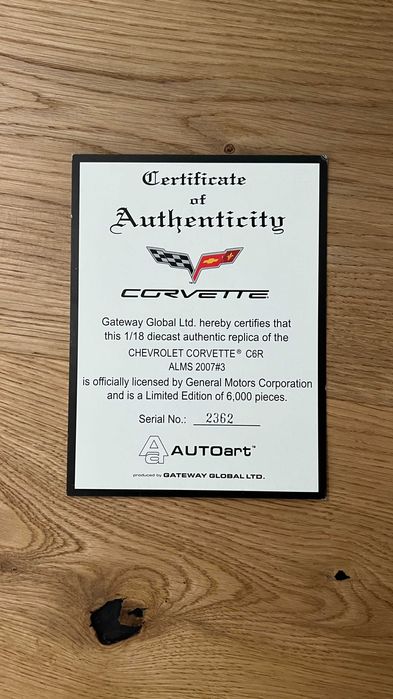 Certificate
of
Authenticity
CORVETTE
Gateway Global Ltd. hereby certifies that
this 1/18 diecast authentic replica of the
CHEVROLET CORVETTE® C6R
ALMS 2007#3
is officially licensed by General Motors Corporation
and is a Limited Edition of 6,000 pieces.
Serial No.: 2362
AA AUTOart™
produced by GATEWAY GLOBAL LTD.